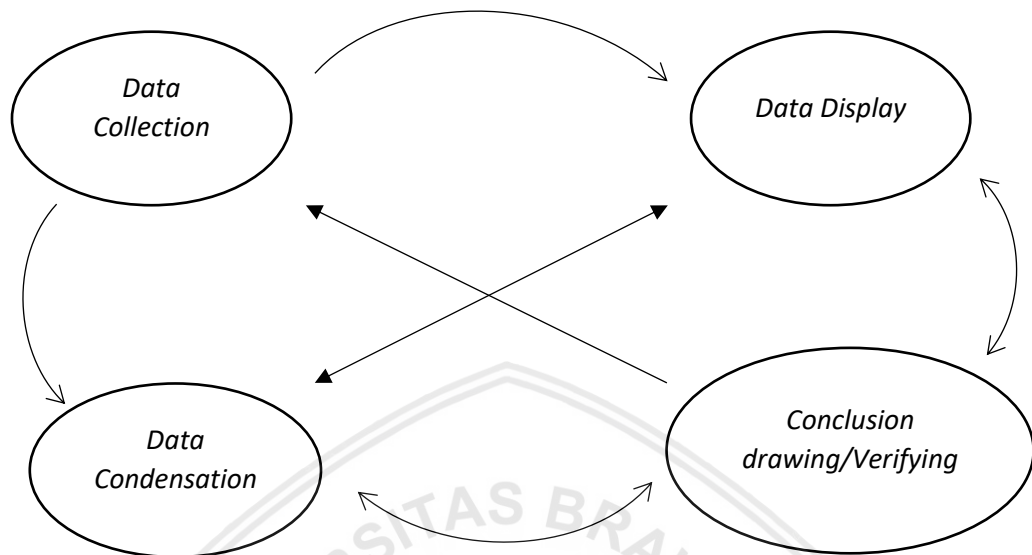 Data
Collection
Data Display
Data
Condensation
Conclusion
drawing/Verifying
SITAS BRA